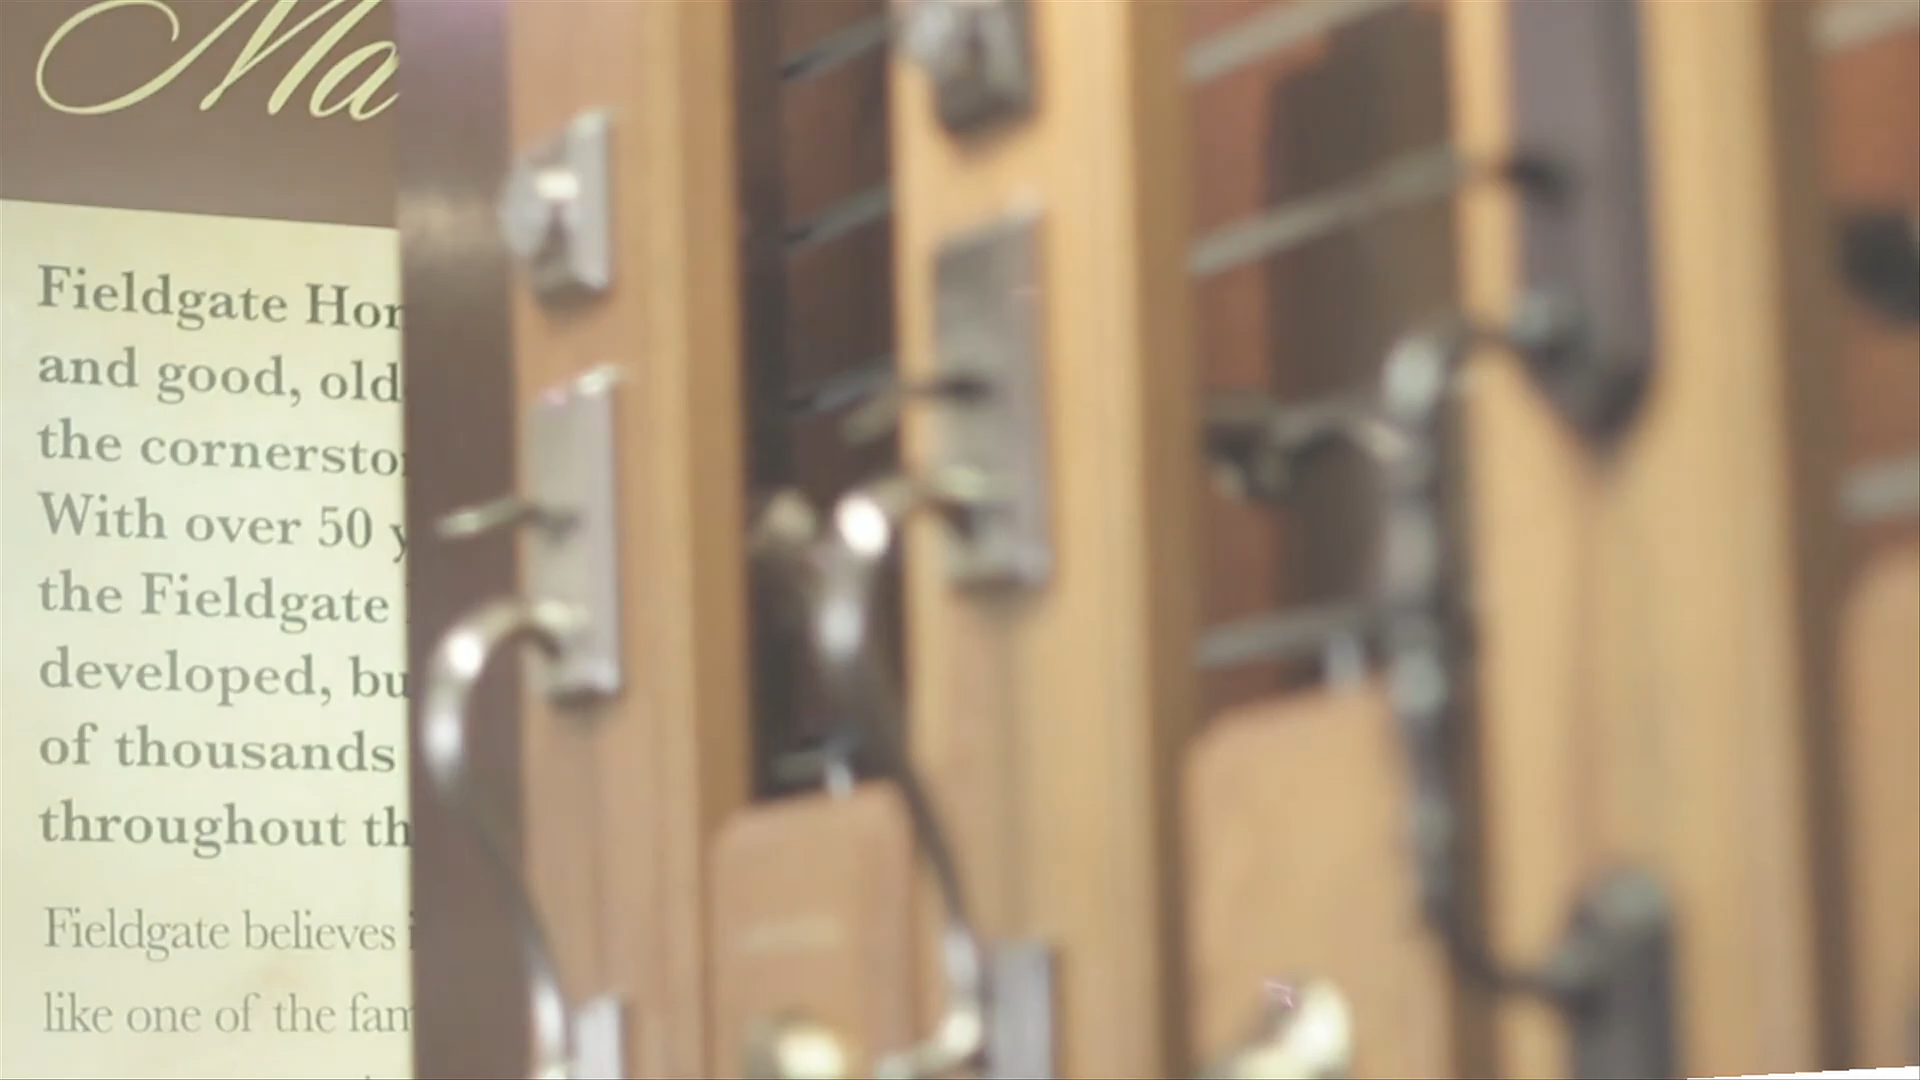 Ma
Fieldgate Hor
and good, old
the cornersto
With over 50 y
the Fieldgate
developed, bu
of thousands
throughout th
Fieldgate believes i
like one of the fam